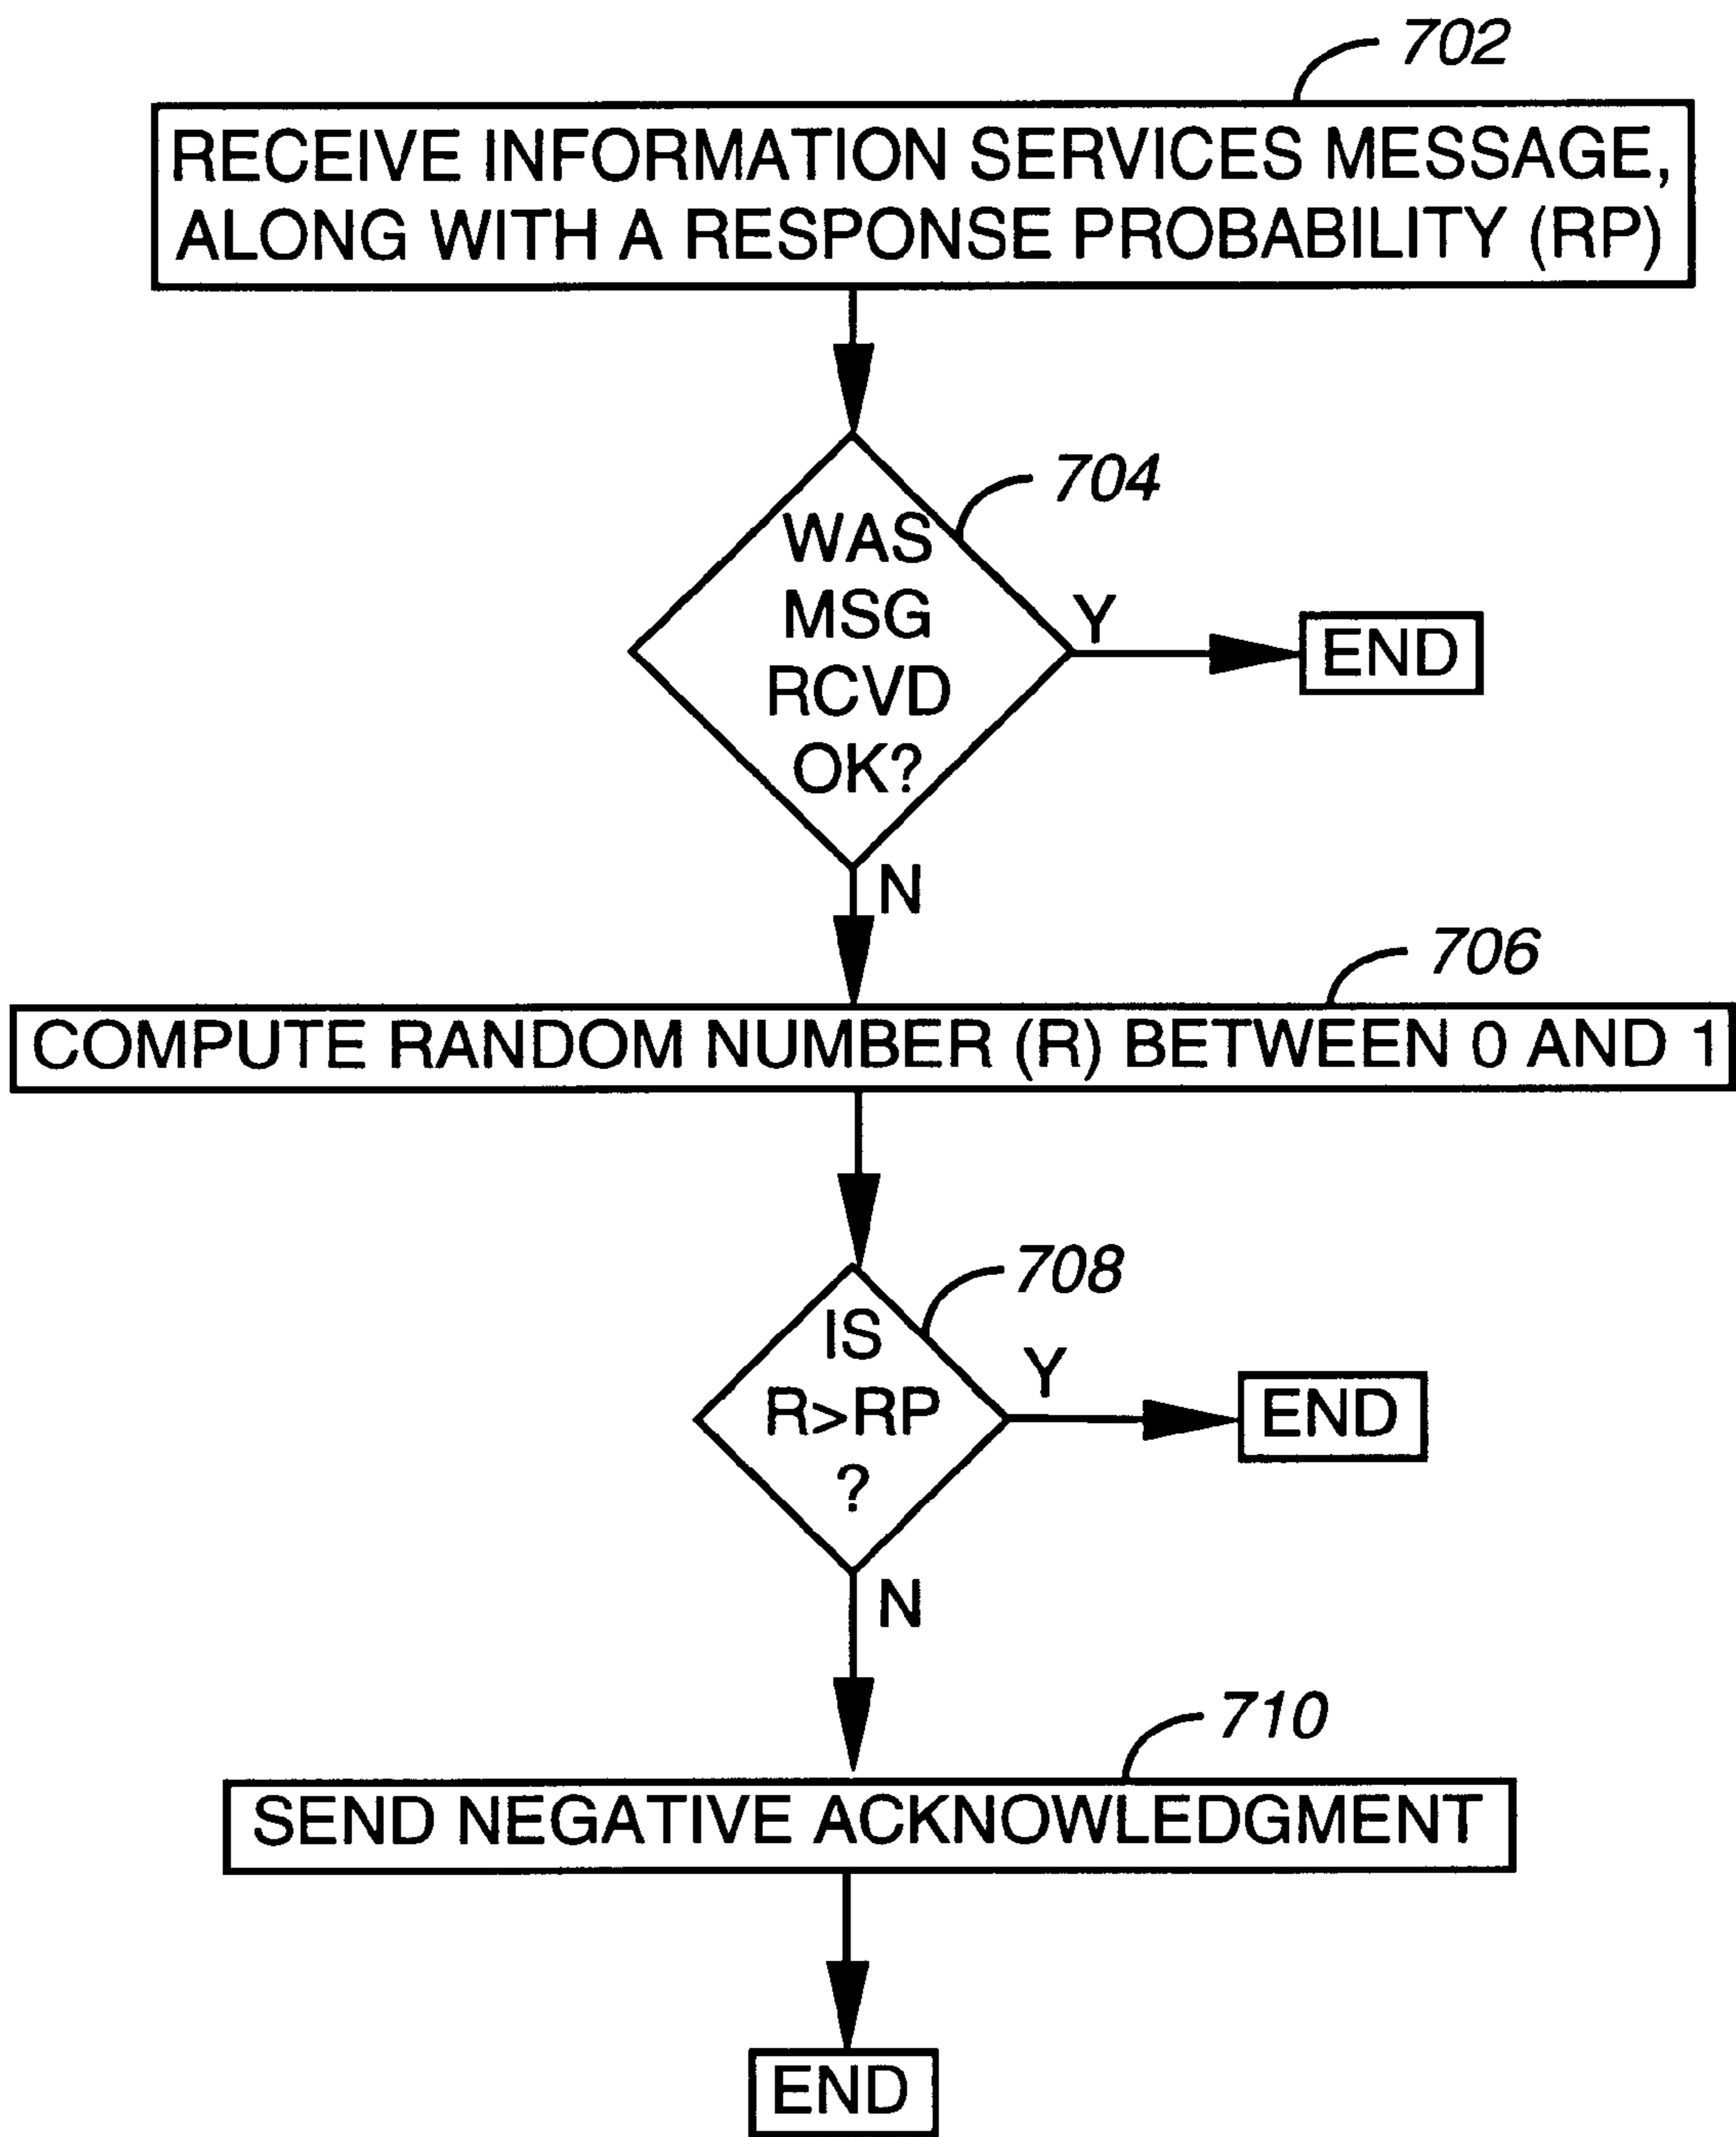 702
RECEIVE INFORMATION SERVICES MESSAGE,
ALONG WITH A RESPONSE PROBABILITY (RP)
704
WAS
MSG
RCVD
OK?
Y
END
N
706
COMPUTE RANDOM NUMBER (R) BETWEEN 0 AND 1
708
IS
R>RP
?
Y
END
N
710
SEND NEGATIVE ACKNOWLEDGMENT
END